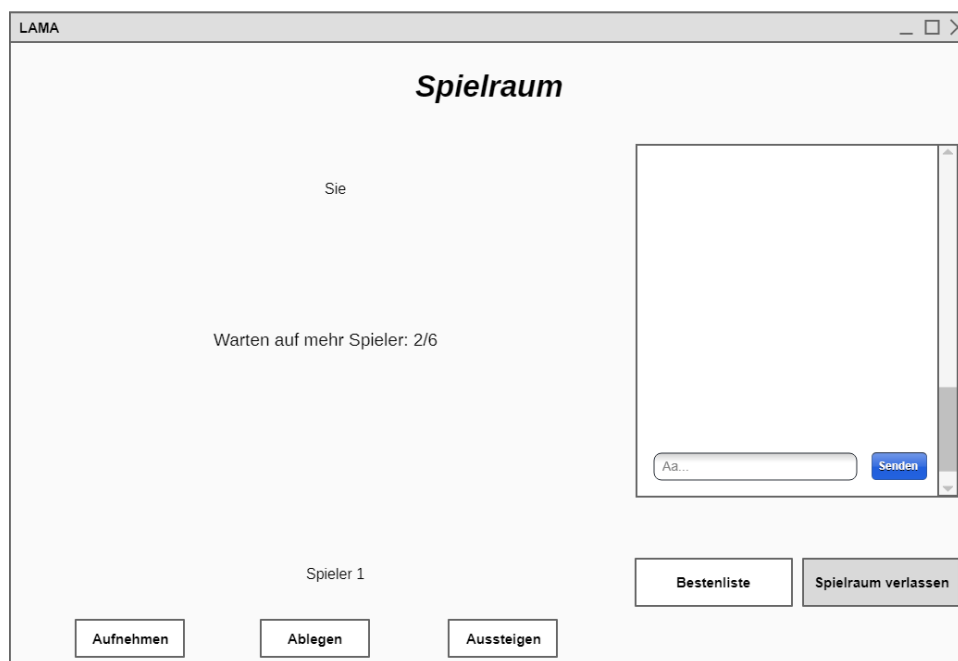 LAMA
Spielraum
Sie
Warten auf mehr Spieler: 2/6
Aa...
Senden
Spieler 1
Bestenliste
Spielraum verlassen
Aufnehmen
Ablegen
Aussteigen